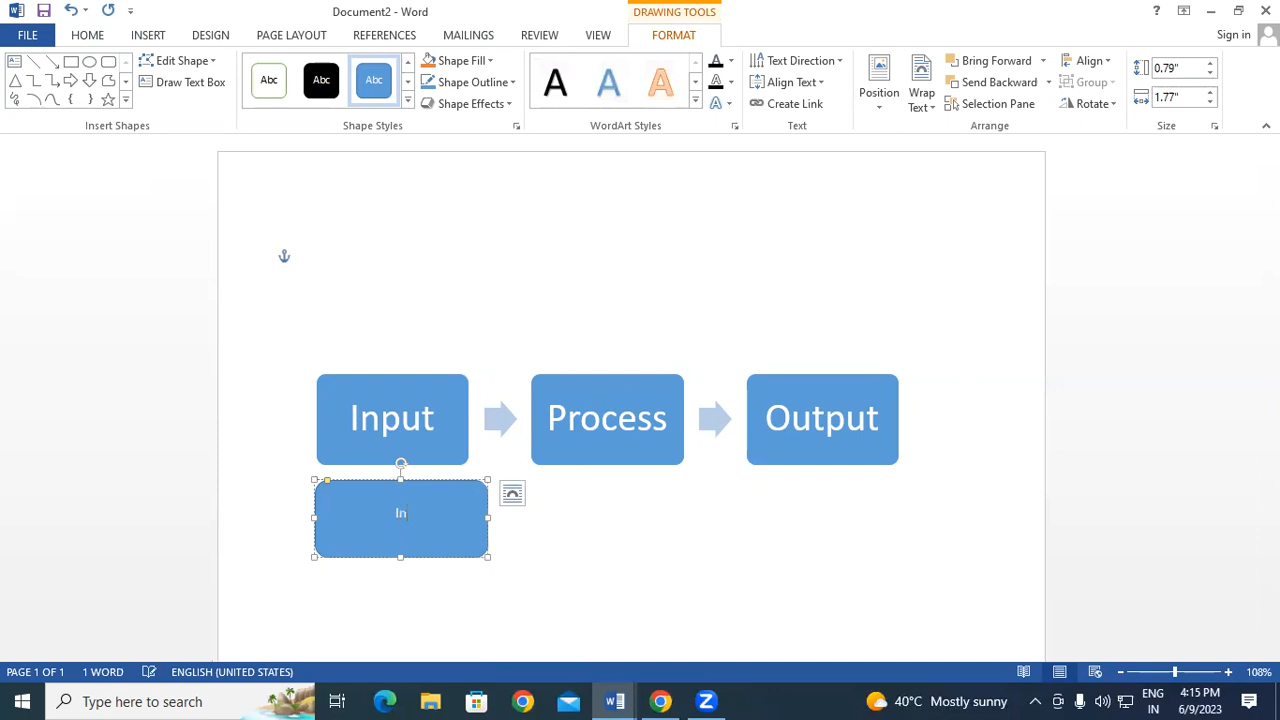 Document2 - Word
DRAWING TOOLS
?
FILE
HOME
INSERT
DESIGN
PAGE LAYOUT
REFERENCES
MAILINGS
REVIEW
VIEW
FORMAT
Sign in
Edit Shape
Draw Text Box
Abc
Abc
Abc
Shape Fill
Shape Outline
Shape Effects
A
A
A
A
A
A
Text Direction
Align Text
Create Link
Position
Wrap
Text
Bring Forward
Send Backward
Selection Pane
Align
Group
Rotate
0.79"
1.77"
Insert Shapes
Shape Styles
WordArt Styles
Text
Arrange
Size
Input
Process
Output
In
PAGE 1 OF 1
1 WORD
ENGLISH (UNITED STATES)
108%
Type here to search
40°C Mostly sunny
ENG
IN
4:15 PM
6/9/2023